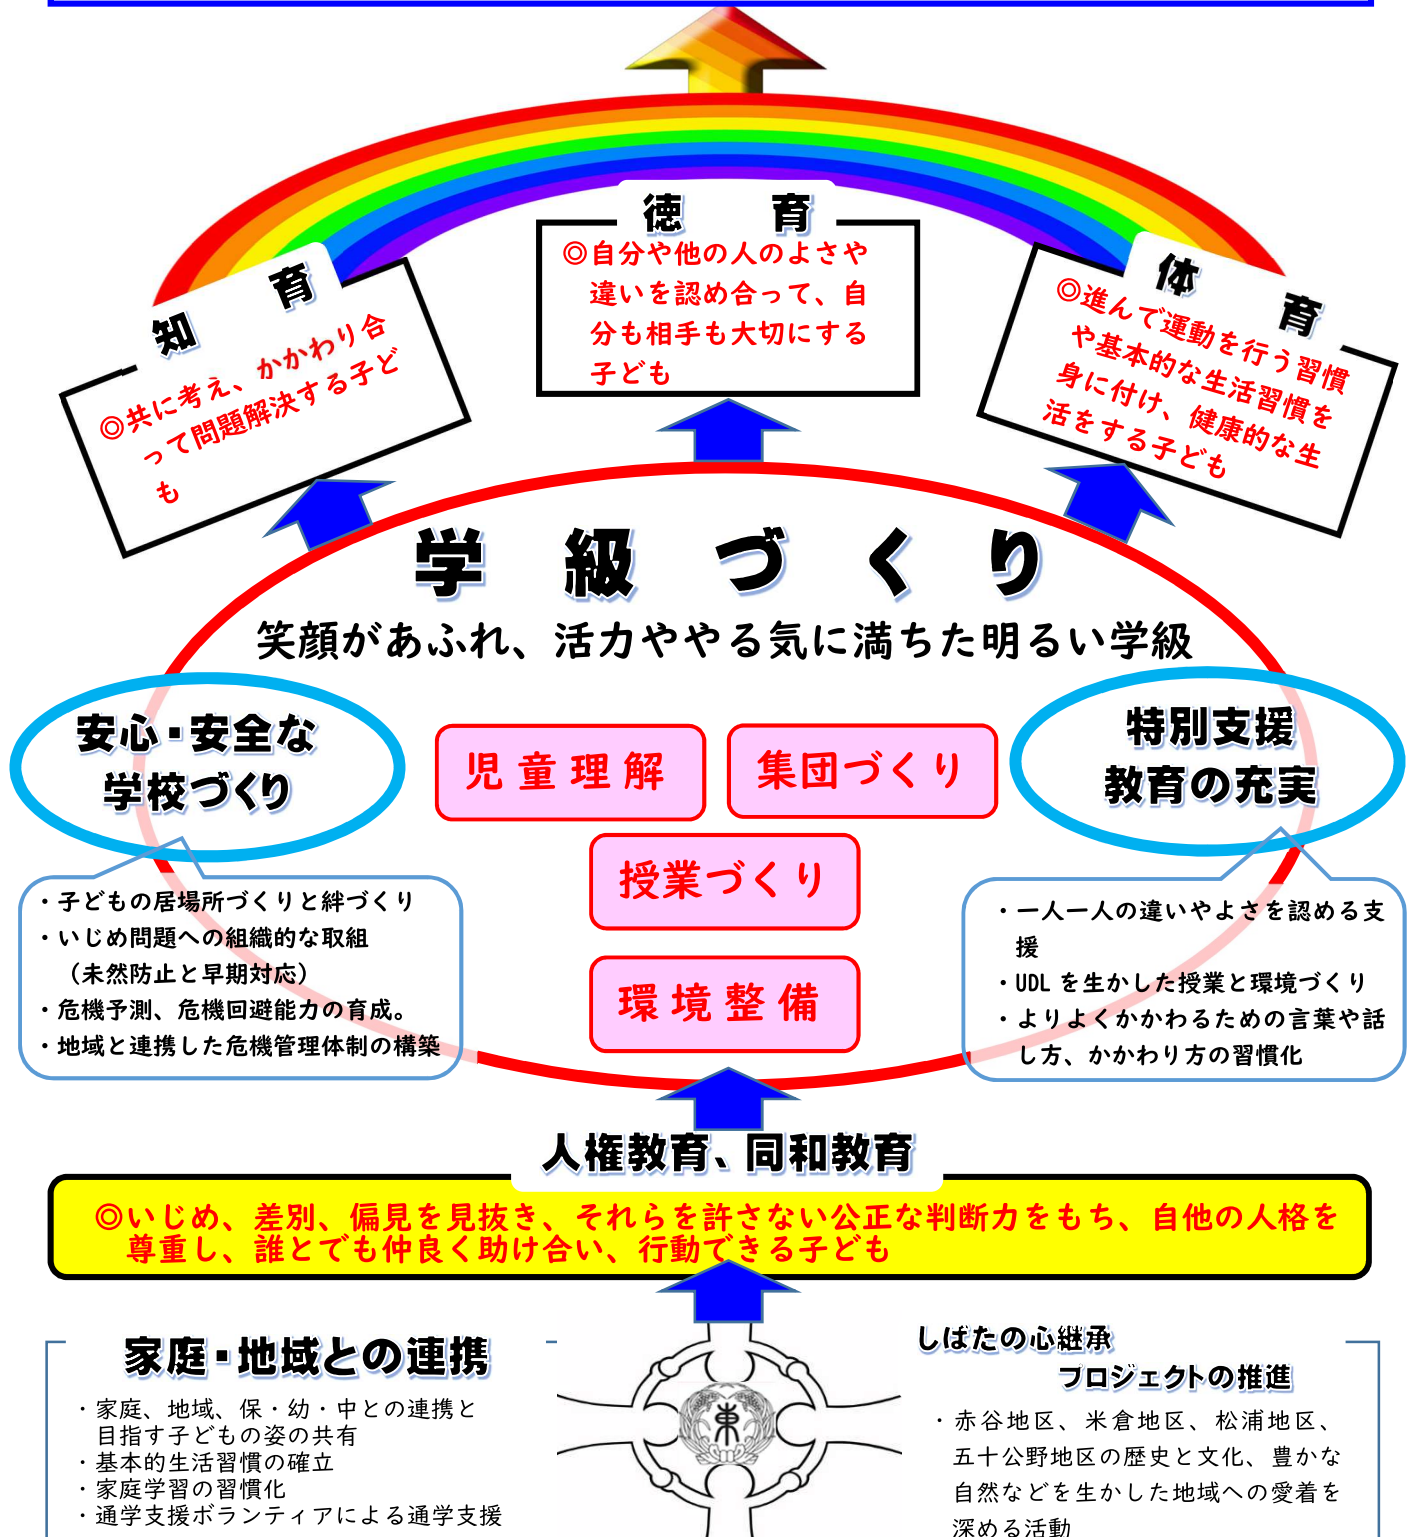 徳　育
◎自分や他の人のよさや
違いを認め合って、自
分も相手も大切にする
子ども
知　育
◎共に考え、かかわり合
って問題解決する子ど
も
体　育
◎進んで運動を行う習慣
や基本的な生活習慣を
身に付け、健康的な生
活をする子ども
学級づくり
笑顔があふれ、活力ややる気に満ちた明るい学級
安心・安全な
学校づくり
特別支援
教育の充実
児童理解
集団づくり
授業づくり
環境整備
・子どもの居場所づくりと絆づくり
・いじめ問題への組織的な取組
（未然防止と早期対応）
・危機予測、危機回避能力の育成。
・地域と連携した危機管理体制の構築
・一人一人の違いやよさを認める支
援
・UDLを生かした授業と環境づくり
・よりよくかかわるための言葉や話
し方、かかわり方の習慣化
人権教育、同和教育
◎いじめ、差別、偏見を見抜き、それらを許さない公正な判断力をもち、自他の人格を
尊重し、誰とでも仲良く助け合い、行動できる子ども
家庭・地域との連携
・家庭、地域、保・幼・中との連携と
目指す子どもの姿の共有
・基本的生活習慣の確立
・家庭学習の習慣化
・通学支援ボランティアによる通学支援
東
しばたの心継承
プロジェクトの推進
・赤谷地区、米倉地区、松浦地区、
五十公野地区の歴史と文化、豊かな
自然などを生かした地域への愛着を
深める活動